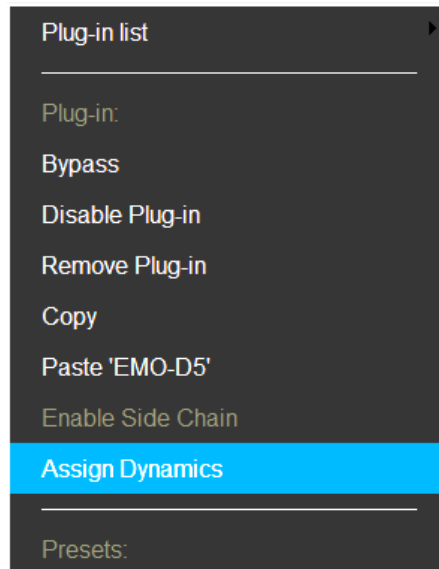 Plug-in list
Plug-in:
Bypass
Disable Plug-in
Remove Plug-in
Copy
Paste 'EMO-D5'
Enable Side Chain
Assign Dynamics
Presets: